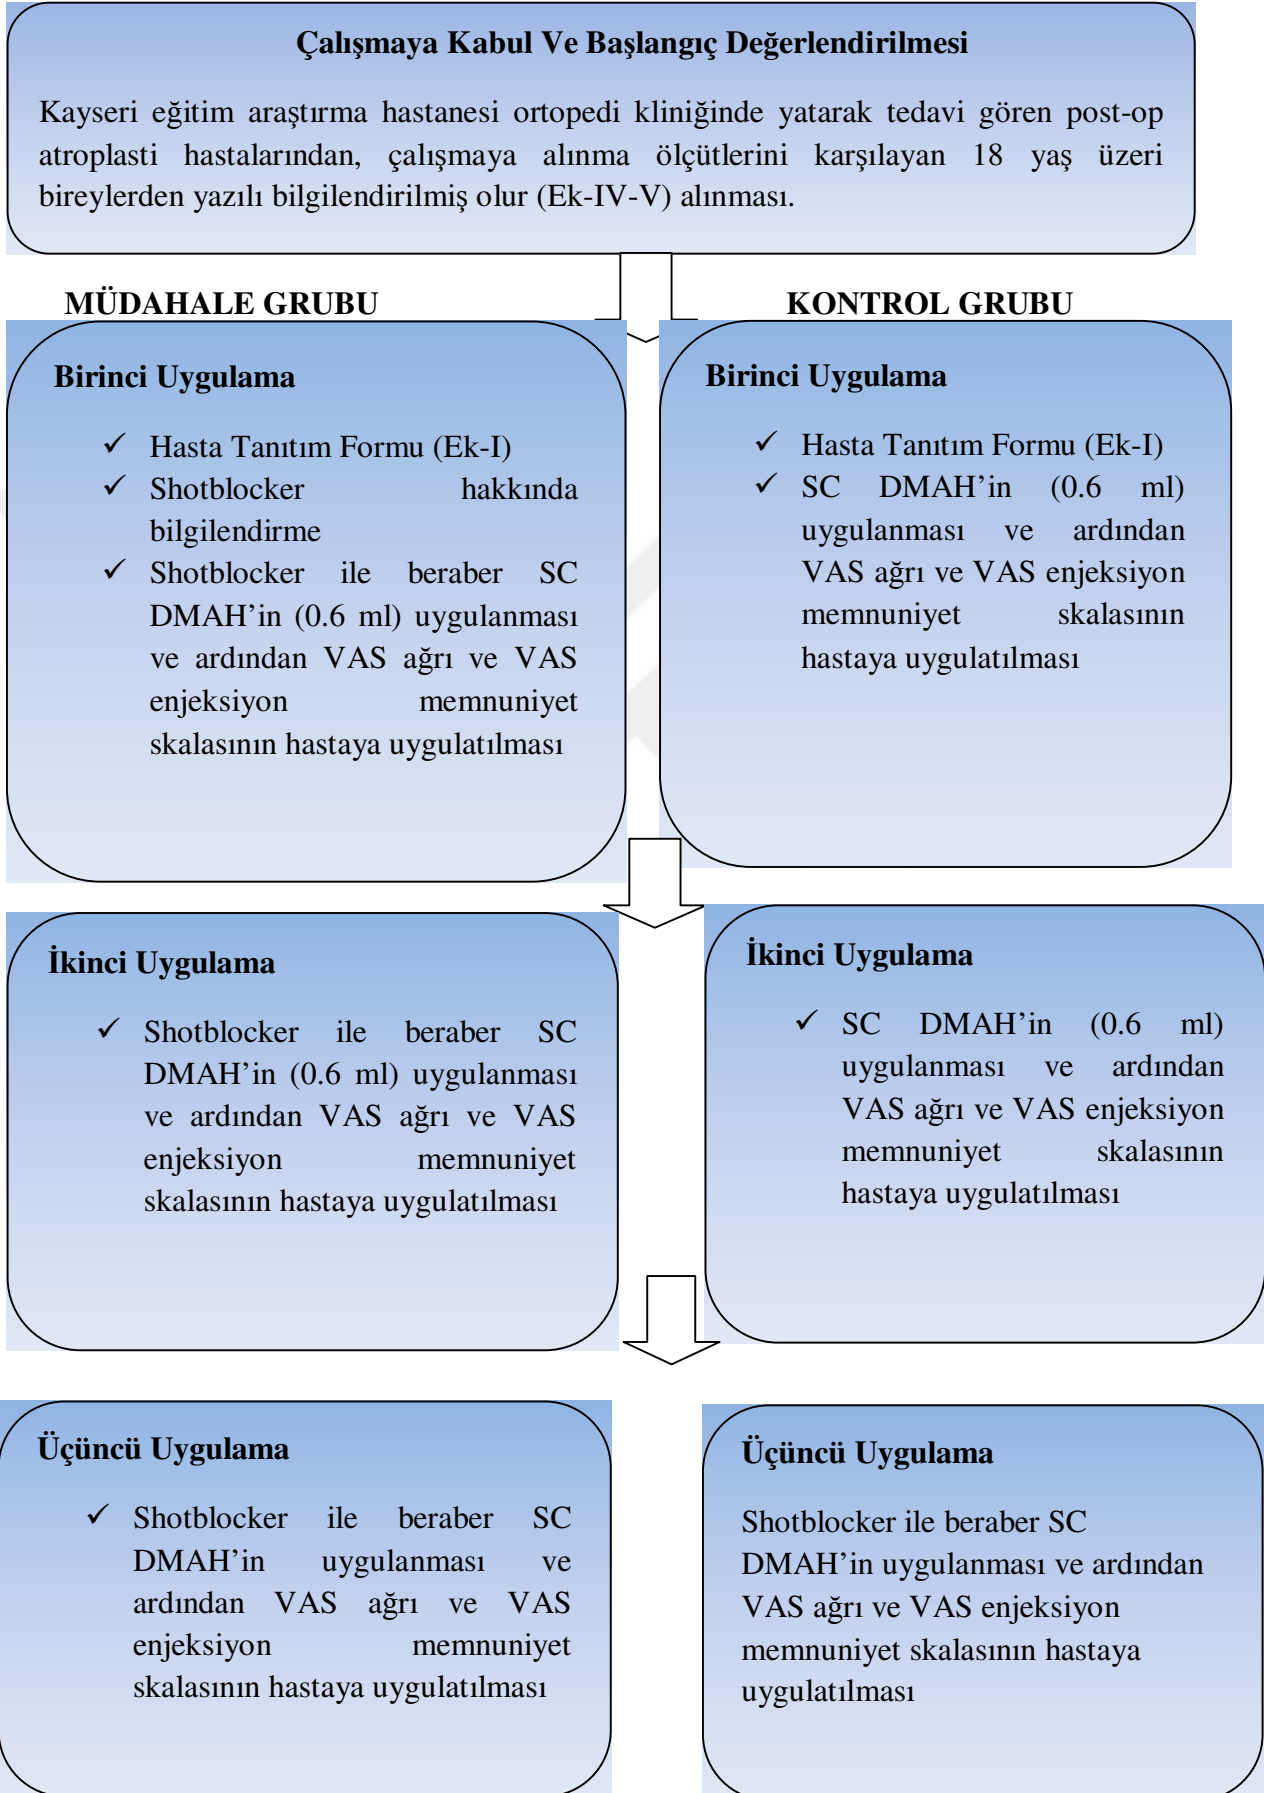 Çalışmaya Kabul Ve Başlangıç Değerlendirilmesi
Kayseri eğitim araştırma hastanesi ortopedi kliniğinde yatarak tedavi gören post-op
atroplasti hastalarından, çalışmaya alınma ölçütlerini karşılayan 18 yaş üzeri
bireylerden yazılı bilgilendirilmiş olur (Ek-IV-V) alınması.
MÜDAHALE GRUBU
Birinci Uygulama
✓ Hasta Tanıtım Formu (Ek-I)
✓ Shotblocker hakkında
bilgilendirme
✓ Shotblocker ile beraber SC
DMAH’in (0.6 ml) uygulanması
ve ardından VAS ağrı ve VAS
enjeksiyon memnuniyet
skalasının hastaya uygulatılması
KONTROL GRUBU
Birinci Uygulama
✓ Hasta Tanıtım Formu (Ek-I)
✓ SC DMAH’in (0.6 ml)
uygulanması ve ardından
VAS ağrı ve VAS enjeksiyon
memnuniyet skalasının
hastaya uygulatılması
İkinci Uygulama
✓ Shotblocker ile beraber SC
DMAH’in (0.6 ml) uygulanması
ve ardından VAS ağrı ve VAS
enjeksiyon memnuniyet
skalasının hastaya uygulatılması
İkinci Uygulama
✓ SC DMAH’in (0.6 ml)
uygulanması ve ardından
VAS ağrı ve VAS enjeksiyon
memnuniyet skalasının
hastaya uygulatılması
Üçüncü Uygulama
✓ Shotblocker ile beraber SC
DMAH’in uygulanması ve
ardından VAS ağrı ve VAS
enjeksiyon memnuniyet
skalasının hastaya uygulatılması
Üçüncü Uygulama
Shotblocker ile beraber SC
DMAH’in uygulanması ve ardından
VAS ağrı ve VAS enjeksiyon
memnuniyet skalasının hastaya
uygulatılması